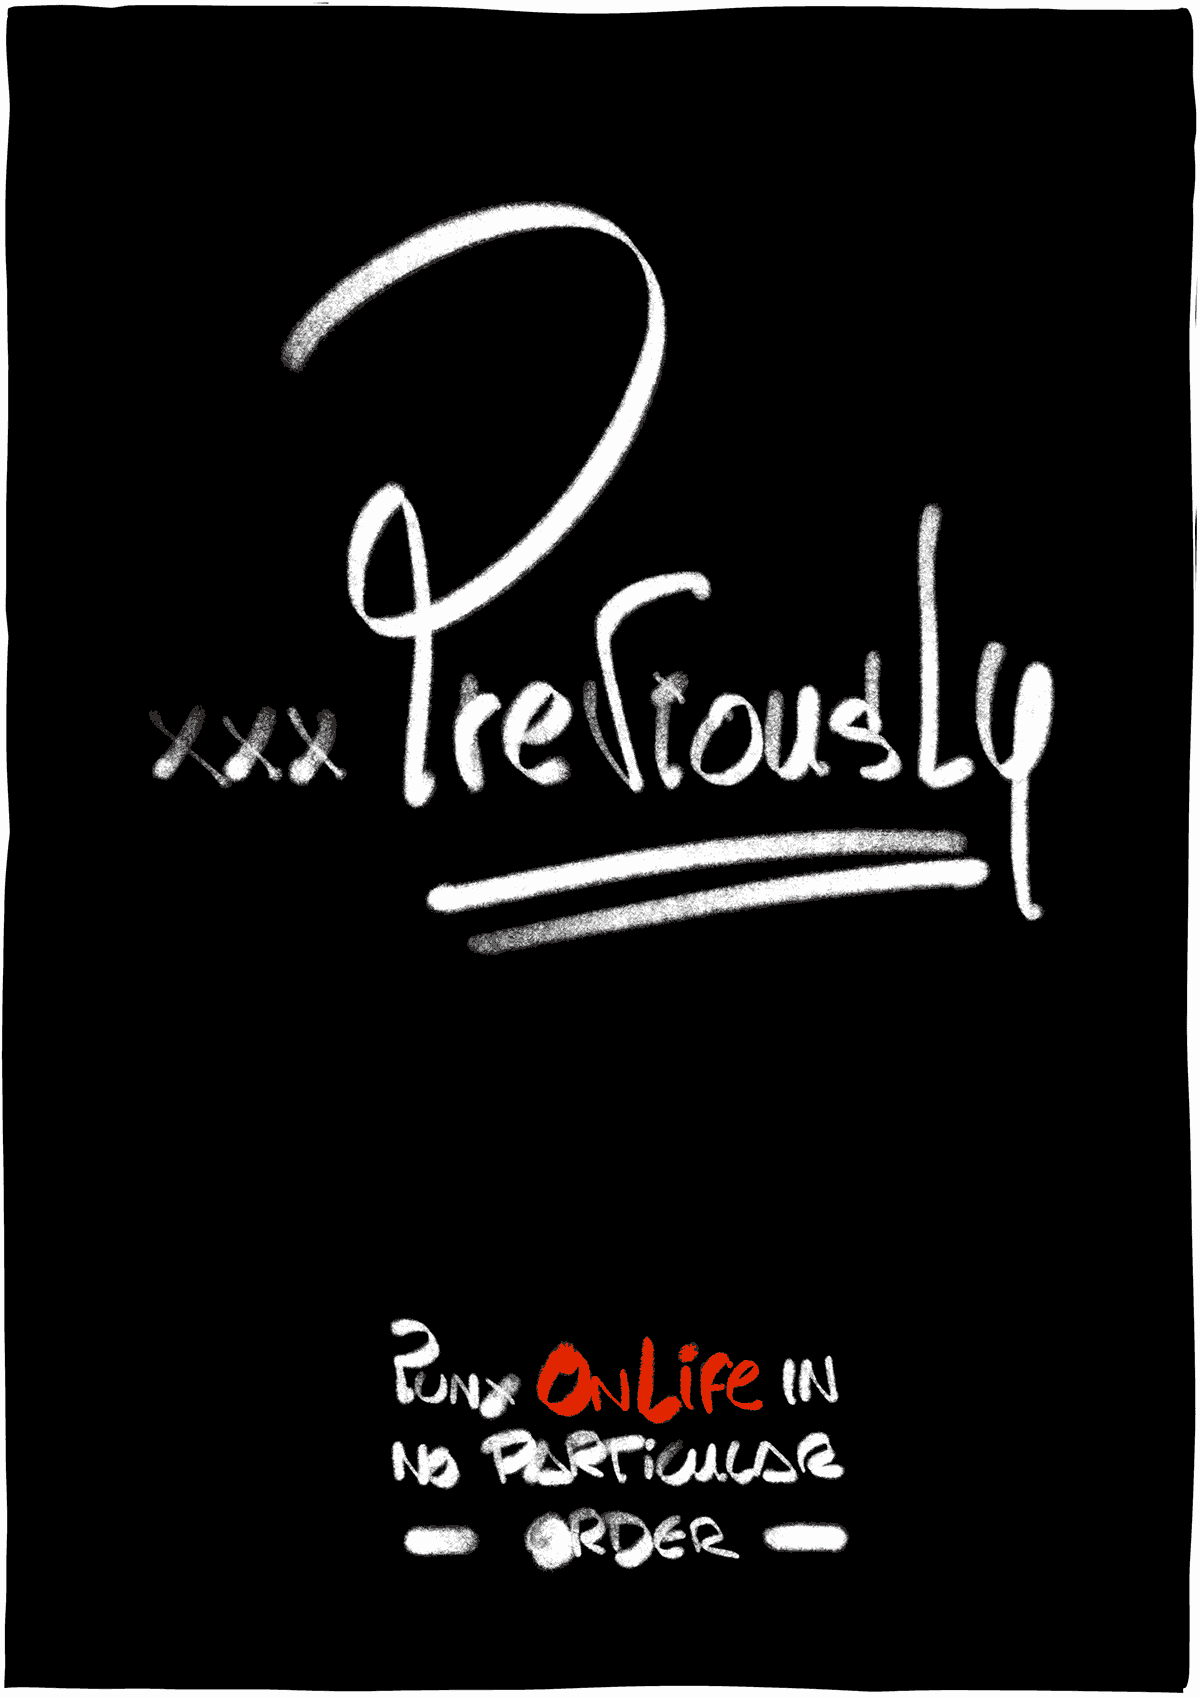 xxx Previously
Punx OnLife in
No Particular
- Order -